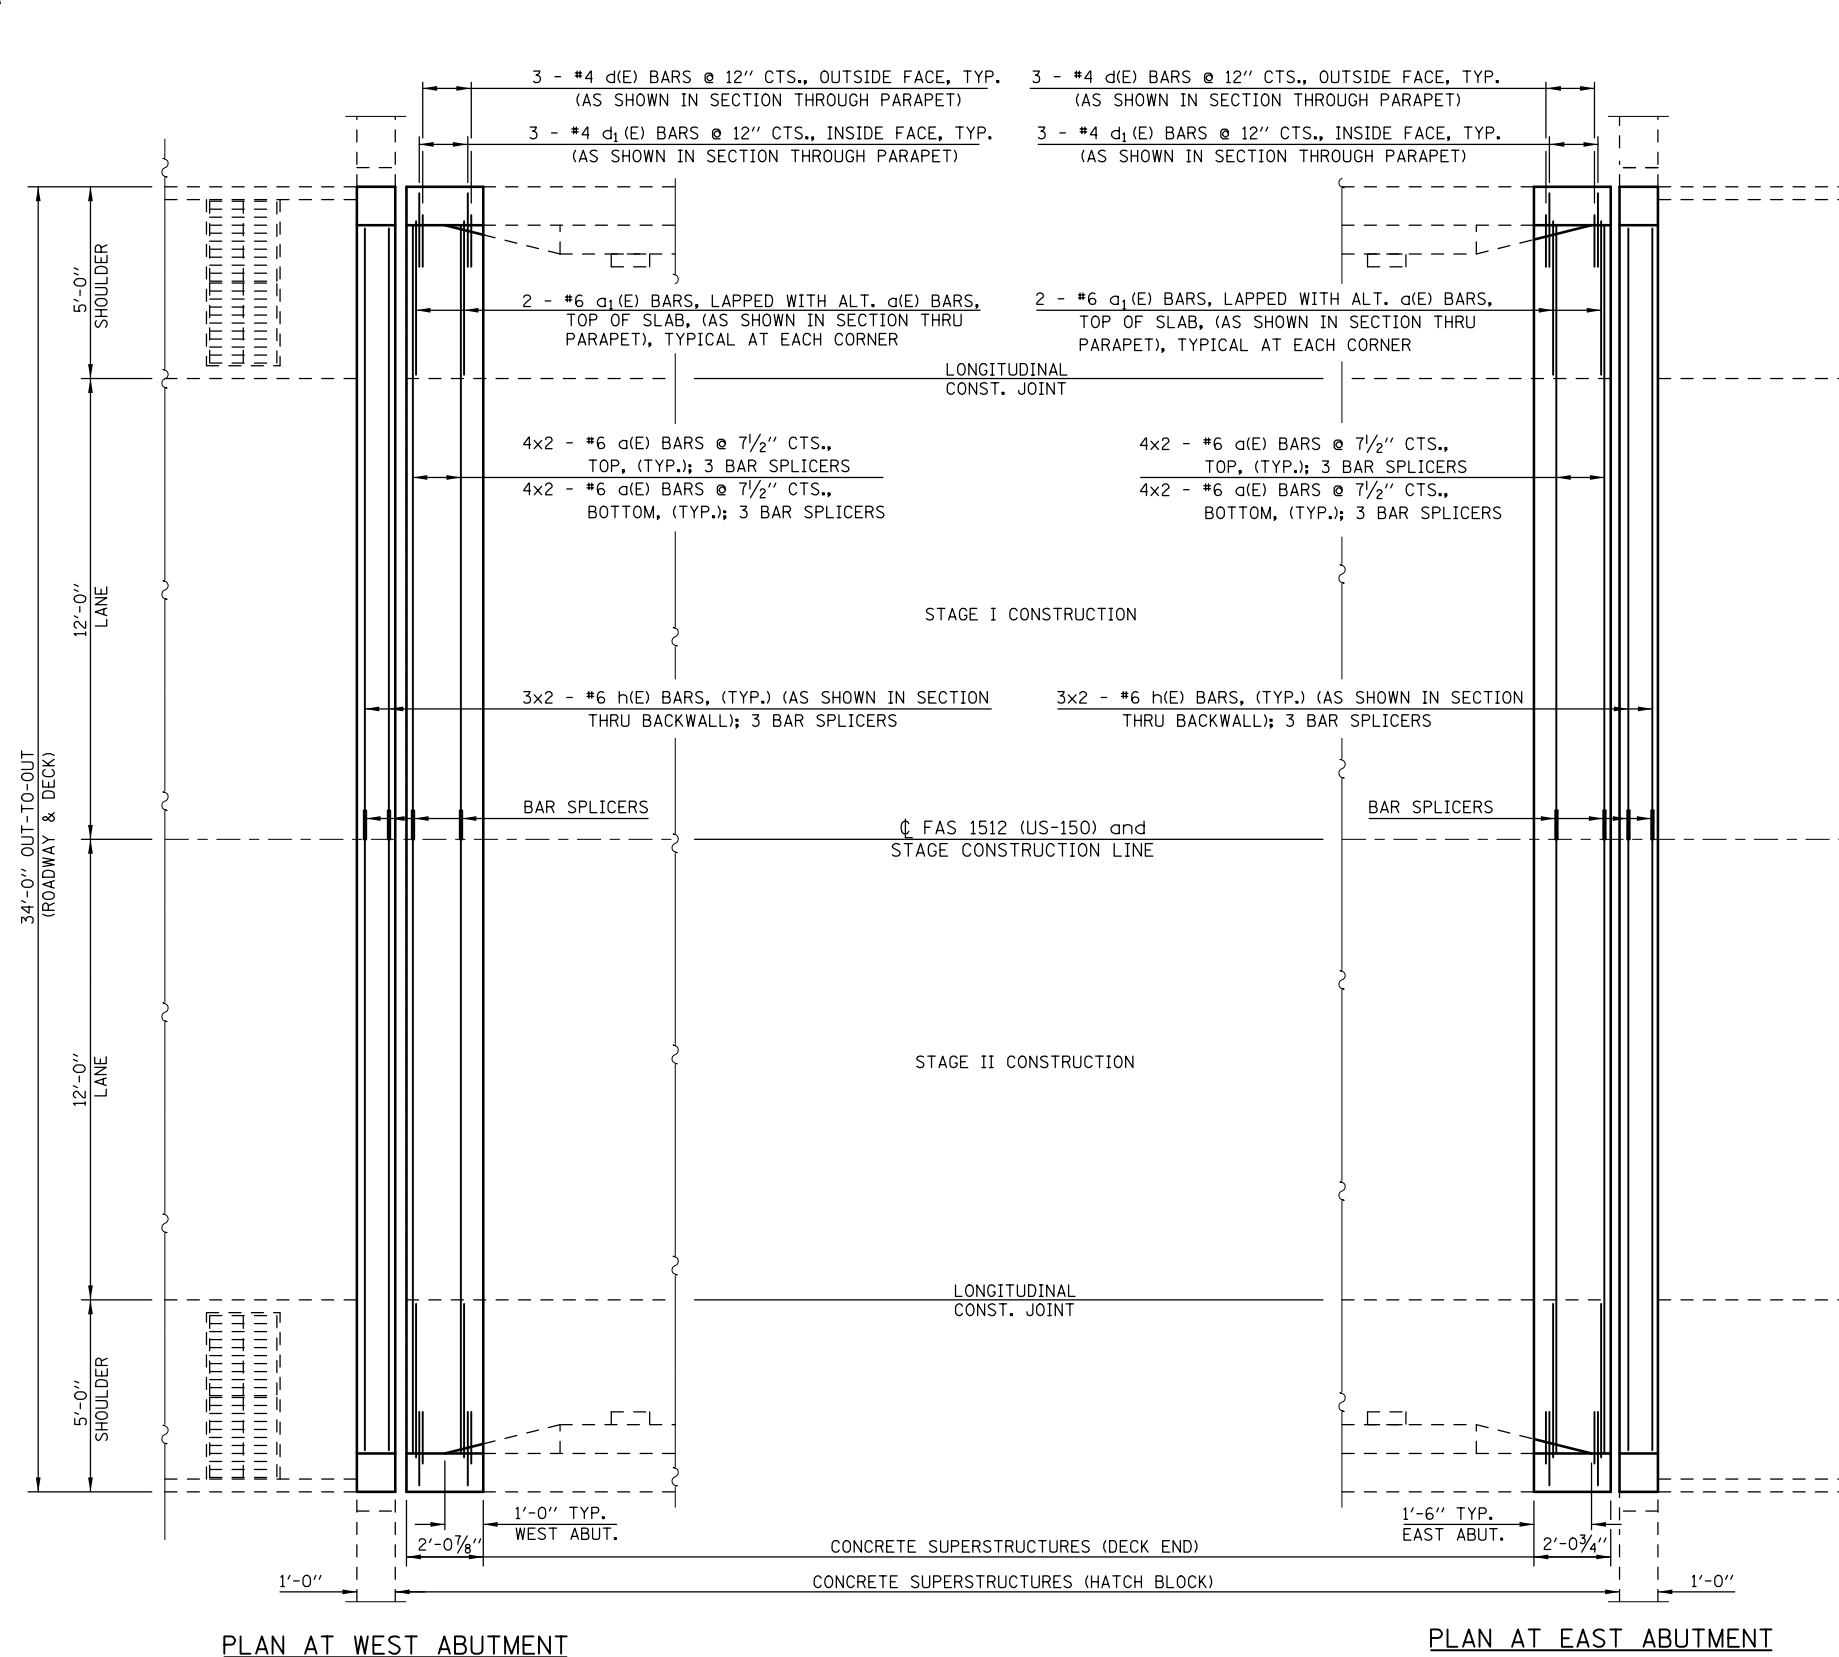 3 - #4 d(E) BARS @ 12" CTS., OUTSIDE FACE, TYP.
(AS SHOWN IN SECTION THROUGH PARAPET)
3 - #4 d1(E) BARS @ 12" CTS., INSIDE FACE, TYP.
(AS SHOWN IN SECTION THROUGH PARAPET)
3 - #4 d(E) BARS @ 12" CTS., OUTSIDE FACE, TYP.
(AS SHOWN IN SECTION THROUGH PARAPET)
3 - #4 d1(E) BARS @ 12" CTS., INSIDE FACE, TYP.
(AS SHOWN IN SECTION THROUGH PARAPET)
5'-0"
SHOULDER
2 - #6 a1(E) BARS, LAPPED WITH ALT. a(E) BARS,
TOP OF SLAB, (AS SHOWN IN SECTION THRU
PARAPET), TYPICAL AT EACH CORNER
2 - #6 a1(E) BARS, LAPPED WITH ALT. a(E) BARS,
TOP OF SLAB, (AS SHOWN IN SECTION THRU
PARAPET), TYPICAL AT EACH CORNER
LONGITUDINAL
CONST. JOINT
4x2 - #6 a(E) BARS @ 7½" CTS.,
TOP, (TYP.); 3 BAR SPLICERS
4x2 - #6 a(E) BARS @ 7½" CTS.,
BOTTOM, (TYP.); 3 BAR SPLICERS
4x2 - #6 a(E) BARS @ 7½" CTS.,
TOP, (TYP.); 3 BAR SPLICERS
4x2 - #6 a(E) BARS @ 7½" CTS.,
BOTTOM, (TYP.); 3 BAR SPLICERS
12'-0"
LANE
STAGE I CONSTRUCTION
3x2 - #6 h(E) BARS, (TYP.) (AS SHOWN IN SECTION
THRU BACKWALL); 3 BAR SPLICERS
3x2 - #6 h(E) BARS, (TYP.) (AS SHOWN IN SECTION
THRU BACKWALL); 3 BAR SPLICERS
34'-0" OUT-TO-OUT
(ROADWAY & DECK)
BAR SPLICERS
BAR SPLICERS
℄ FAS 1512 (US-150) and
STAGE CONSTRUCTION LINE
12'-0"
LANE
STAGE II CONSTRUCTION
LONGITUDINAL
CONST. JOINT
5'-0"
SHOULDER
1'-0" TYP.
WEST ABUT.
1'-6" TYP.
EAST ABUT.
2'-0⅞"
CONCRETE SUPERSTRUCTURES (DECK END)
2'-0¾"
1'-0"
CONCRETE SUPERSTRUCTURES (HATCH BLOCK)
1'-0"
PLAN AT WEST ABUTMENT
PLAN AT EAST ABUTMENT